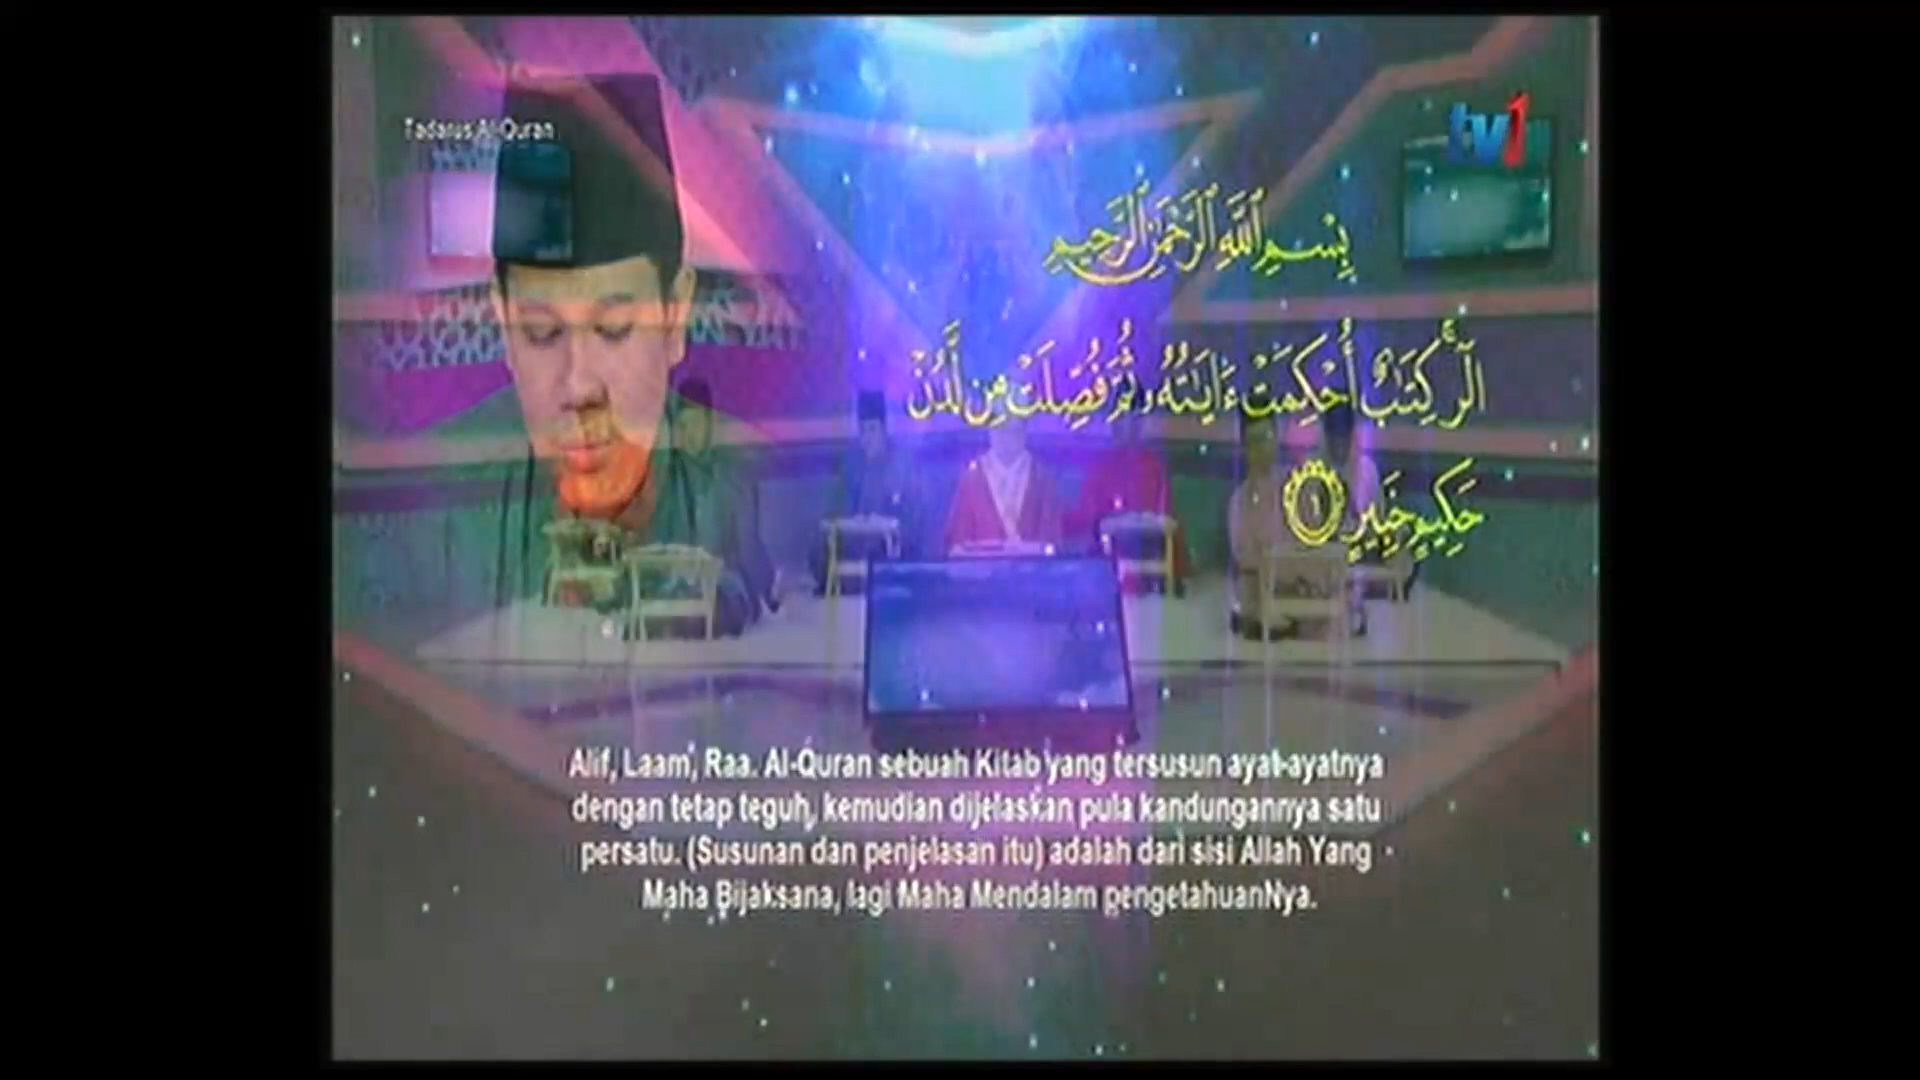 Tadarus Al-Quran
tv1
بِسْمِ ٱللَّهِ ٱلرَّحْمَٰنِ ٱلرَّحِيمِ
الٓر ۚ كِتَٰبٌ أُحْكِمَتْ ءَايَٰتُهُۥ ثُمَّ فُصِّلَتْ مِن لَّدُنْ
حَكِيمٍ خَبِيرٍ ١
Alif, Laam, Raa. Al-Quran sebuah Kitab yang tersusun ayat-ayatnya
dengan tetap teguh, kemudian dijelaskan pula kandungannya satu
persatu. (Susunan dan penjelasan itu) adalah dari sisi Allah Yang
Maha Bijaksana, lagi Maha Mendalam pengetahuanNya.